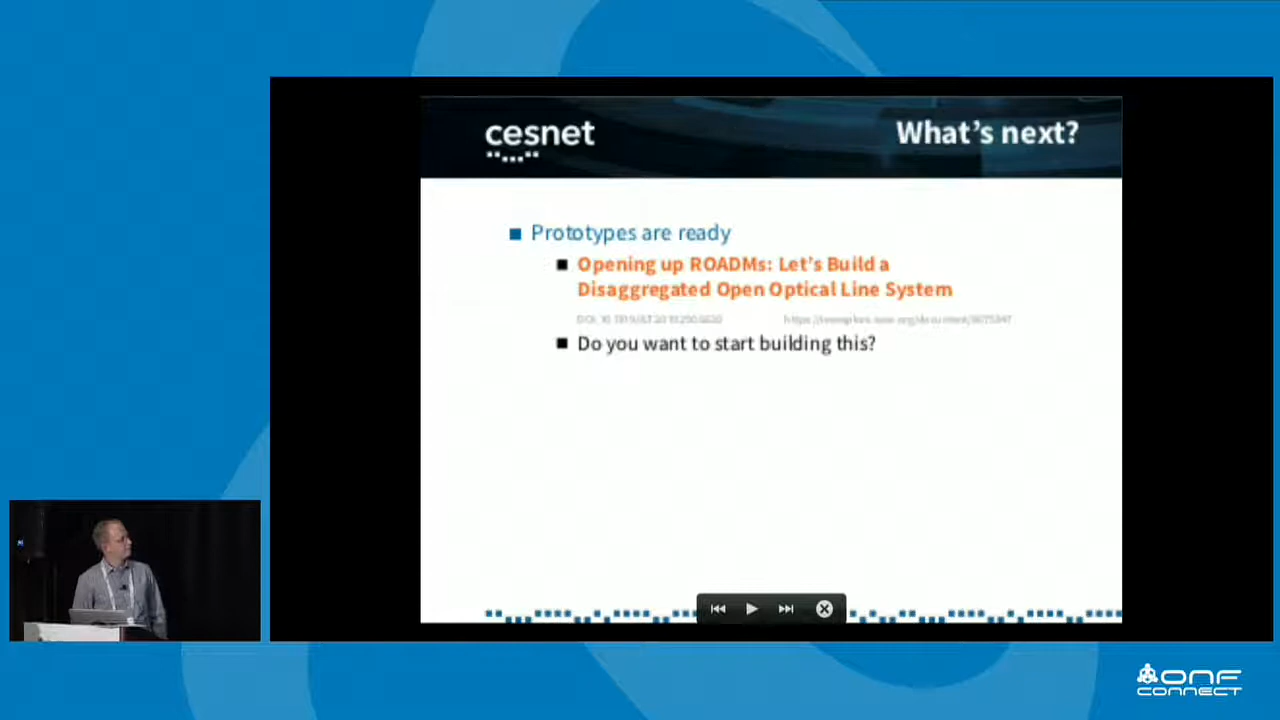 cesnet
What's next?
Prototypes are ready
Opening up ROADMs: Let's Build a
Disaggregated Open Optical Line System
Do you want to start building this?
ONF
CONNECT